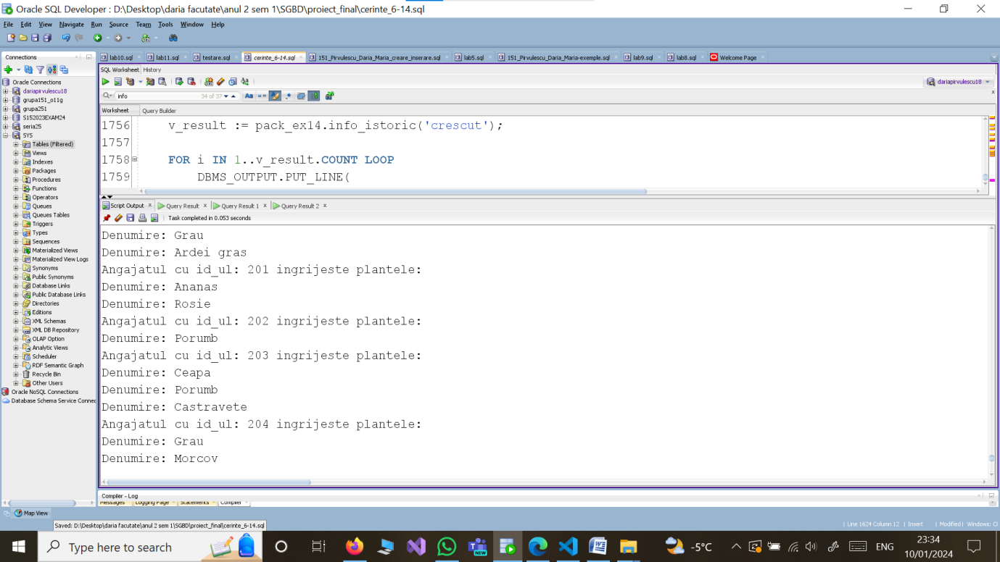 Oracle SQL Developer : D:\Desktop\daria facutate\anul 2 sem 1\SGBD\proiect_final\cerinte_6-14.sql
File Edit View Navigate Run Source Team Tools Window Help
Connections
Oracle Connections
dariapirvulescu18
grupa151_o11g
grupa251
S152023EXAM24
seria25
SYS
Tables (Filtered)
Views
Indexes
Packages
Procedures
Functions
Operators
Queues
Queues Tables
Triggers
Types
Sequences
Materialized Views
Materialized View Logs
Synonyms
Public Synonyms
Database Links
Public Database Links
Directories
Editions
XML Schemas
XML DB Repository
OLAP Option
Analytic Views
Scheduler
RDF Semantic Graph
Recycle Bin
Other Users
Oracle NoSQL Connections
Database Schema Service Connec
lab10.sql lab11.sql testare.sql cerinte_6-14.sql 151_Pirvulescu_Daria_Maria_creare_inserare.sql lab5.sql 151_Pirvulescu_Daria_Maria-exemple.sql lab9.sql lab8.sql Welcome Page
SQL Worksheet History
dariapirvulescu18
info 34 of 37
Worksheet Query Builder
1756 v_result := pack_ex14.info_istoric('crescut');
1757
1758 FOR i IN 1..v_result.COUNT LOOP
1759 DBMS_OUTPUT.PUT_LINE(
Script Output Query Result Query Result 1 Query Result 2
Task completed in 0.053 seconds
Denumire: Grau
Denumire: Ardei gras
Angajatul cu id_ul: 201 ingrijeste plantele:
Denumire: Ananas
Denumire: Rosie
Angajatul cu id_ul: 202 ingrijeste plantele:
Denumire: Porumb
Angajatul cu id_ul: 203 ingrijeste plantele:
Denumire: Ceapa
Denumire: Porumb
Denumire: Castravete
Angajatul cu id_ul: 204 ingrijeste plantele:
Denumire: Grau
Denumire: Morcov
Compiler - Log
Messages Logging Page Statements Compiler
Map View
Saved: D:\Desktop\daria facutate\anul 2 sem 1\SGBD\proiect_final\cerinte_6-14.sql
Line 1624 Column 12 Insert Modified Windows: C
Type here to search
NEW
-5°C
ENG
23:34
10/01/2024